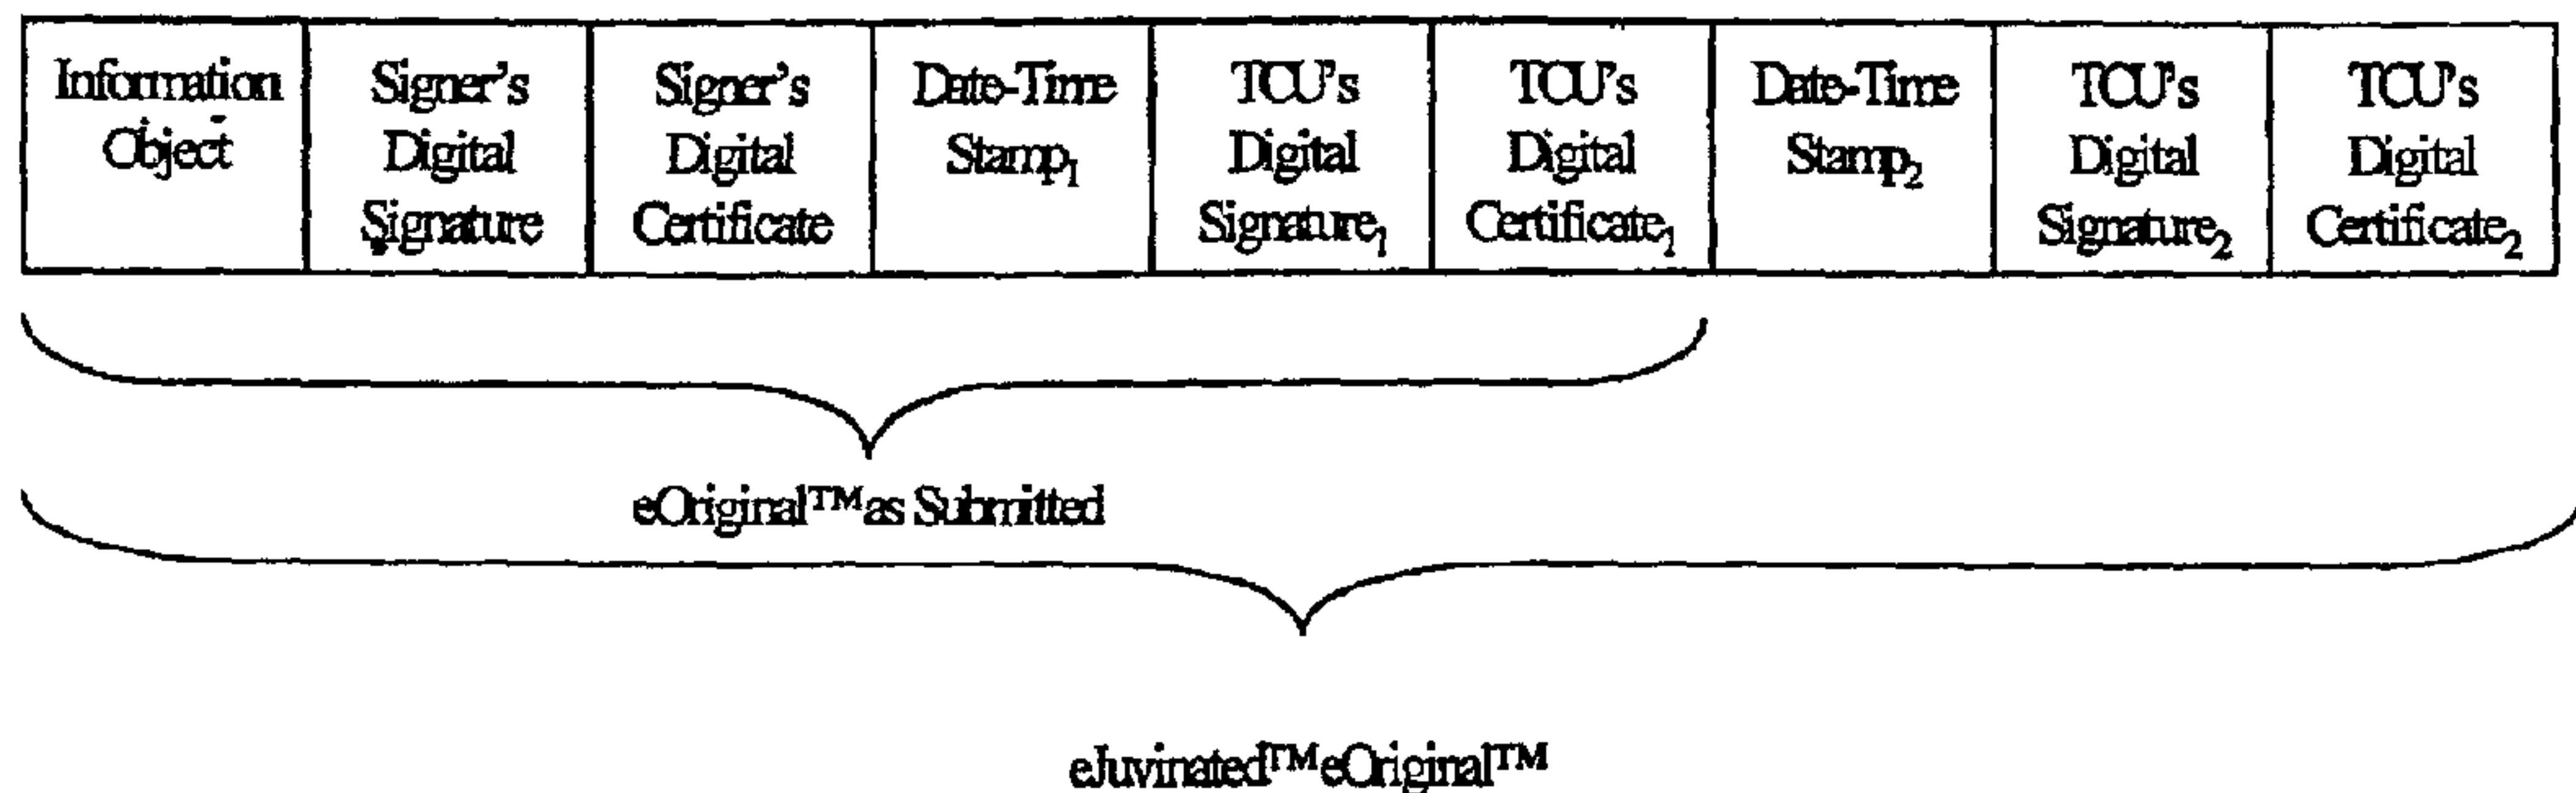 Information
Object
Signer's
Digital
Signature
Signer's
Digital
Certificate
Date-Time
Stamp₁
TCU's
Digital
Signature₁
TCU's
Digital
Certificate₁
Date-Time
Stamp₂
TCU's
Digital
Signature₂
TCU's
Digital
Certificate₂
eOriginal™ as Submitted
eJuvinated™ eOriginal™